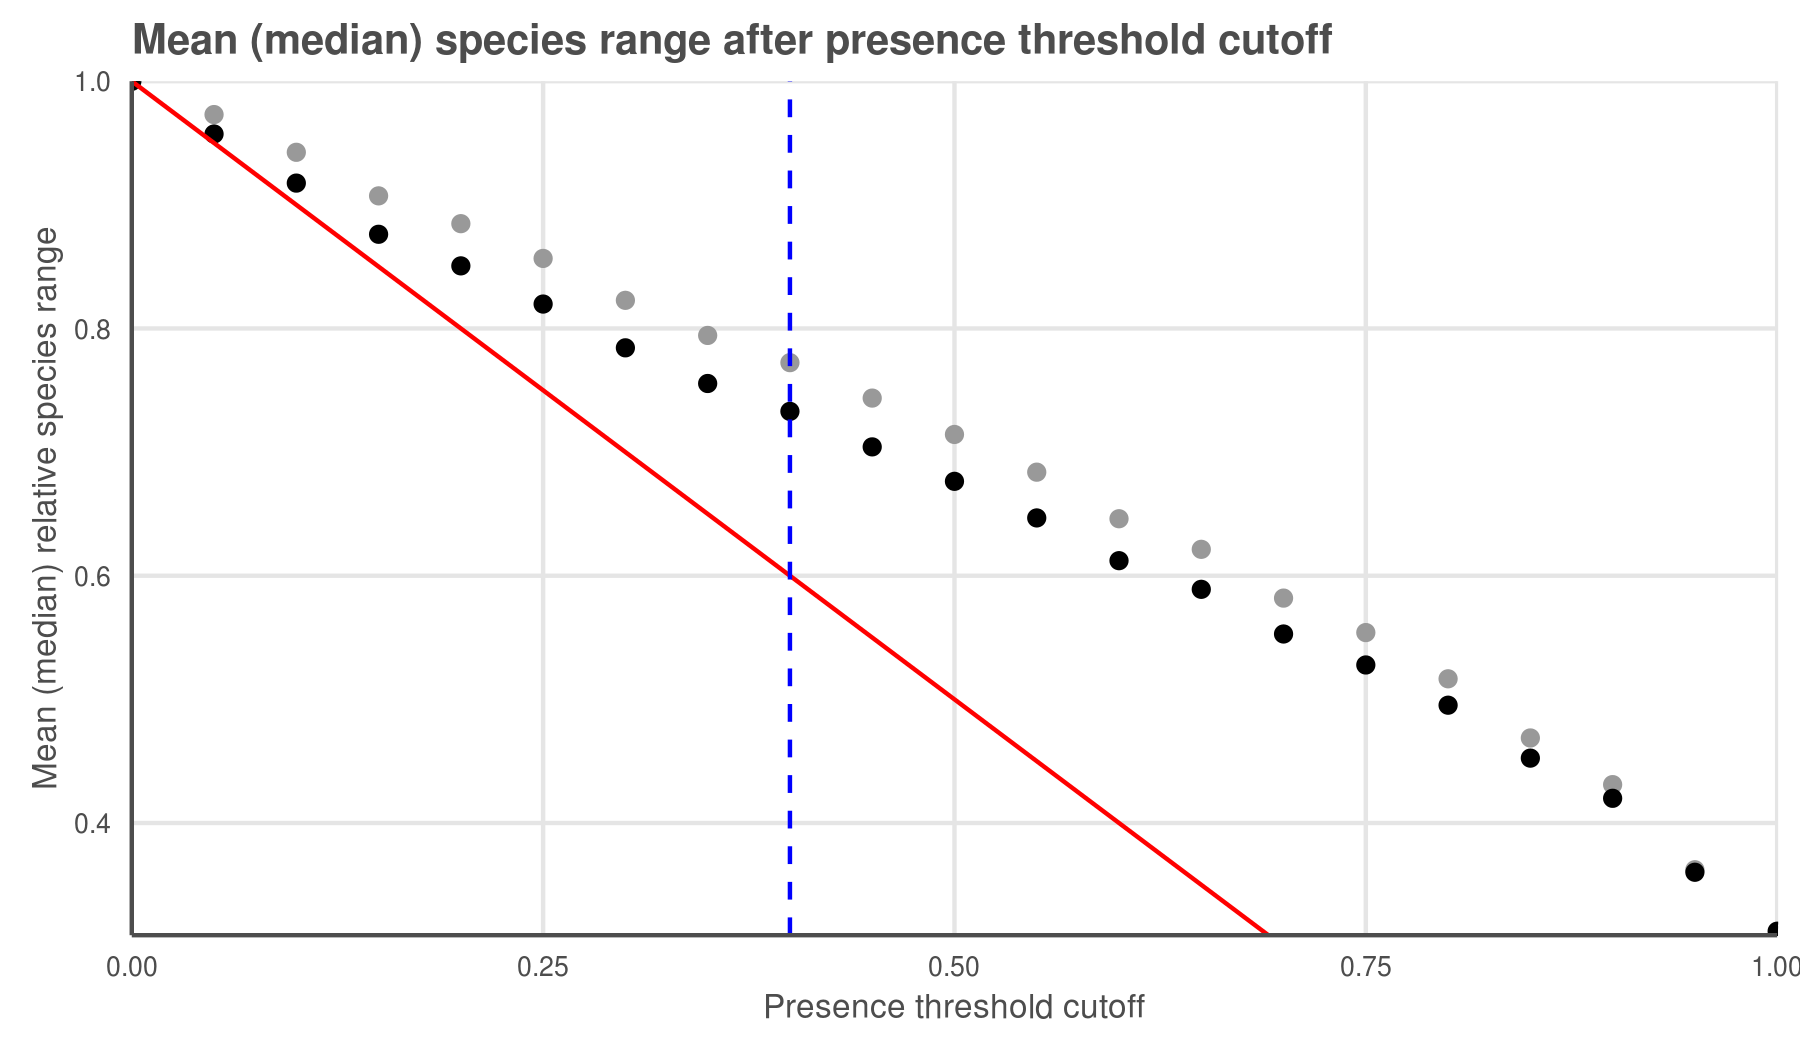 Mean (median) species range after presence threshold cutoff
Mean (median) relative species range
1.0
0.8
0.6
0.4
0.00 0.25 0.50 0.75 1.00
Presence threshold cutoff